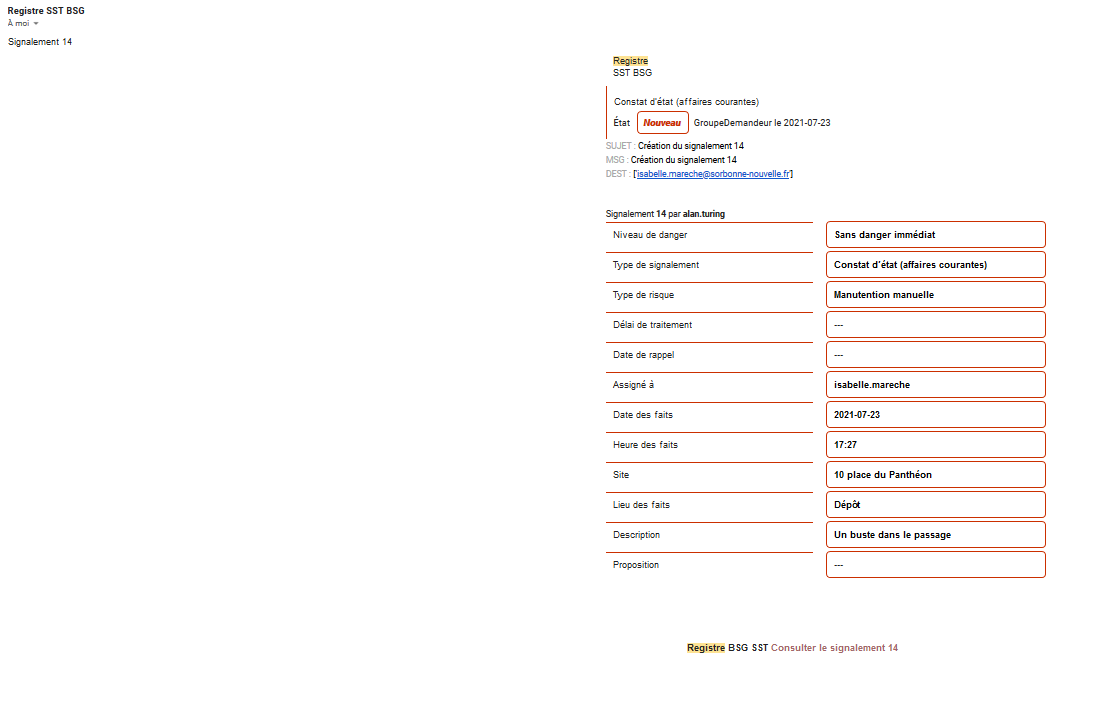 Registre SST BSG
À moi
Signalement 14
Registre
SST BSG
Constat d'état (affaires courantes)
État Nouveau GroupeDemandeur le 2021-07-23
SUJET : Création du signalement 14
MSG : Création du signalement 14
DEST : ['isabelle.mareche@sorbonne-nouvelle.fr']
Signalement 14 par alan.turing
Niveau de danger Sans danger immédiat
Type de signalement Constat d'état (affaires courantes)
Type de risque Manutention manuelle
Délai de traitement ---
Date de rappel ---
Assigné à isabelle.mareche
Date des faits 2021-07-23
Heure des faits 17:27
Site 10 place du Panthéon
Lieu des faits Dépôt
Description Un buste dans le passage
Proposition ---
Registre BSG SST Consulter le signalement 14